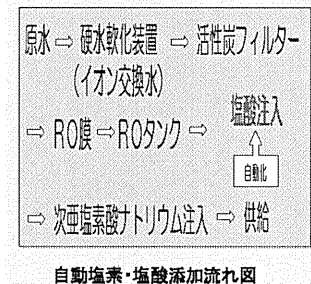 原水⇨硬水軟化装置 ⇨活性炭フィルター
(イオン交換水)
⇨RO膜⇨ROタンク⇨ 塩酸注入
自動化
⇨次亜塩素酸ナトリウム注入 ⇨供給
自動塩素・塩酸添加流れ図